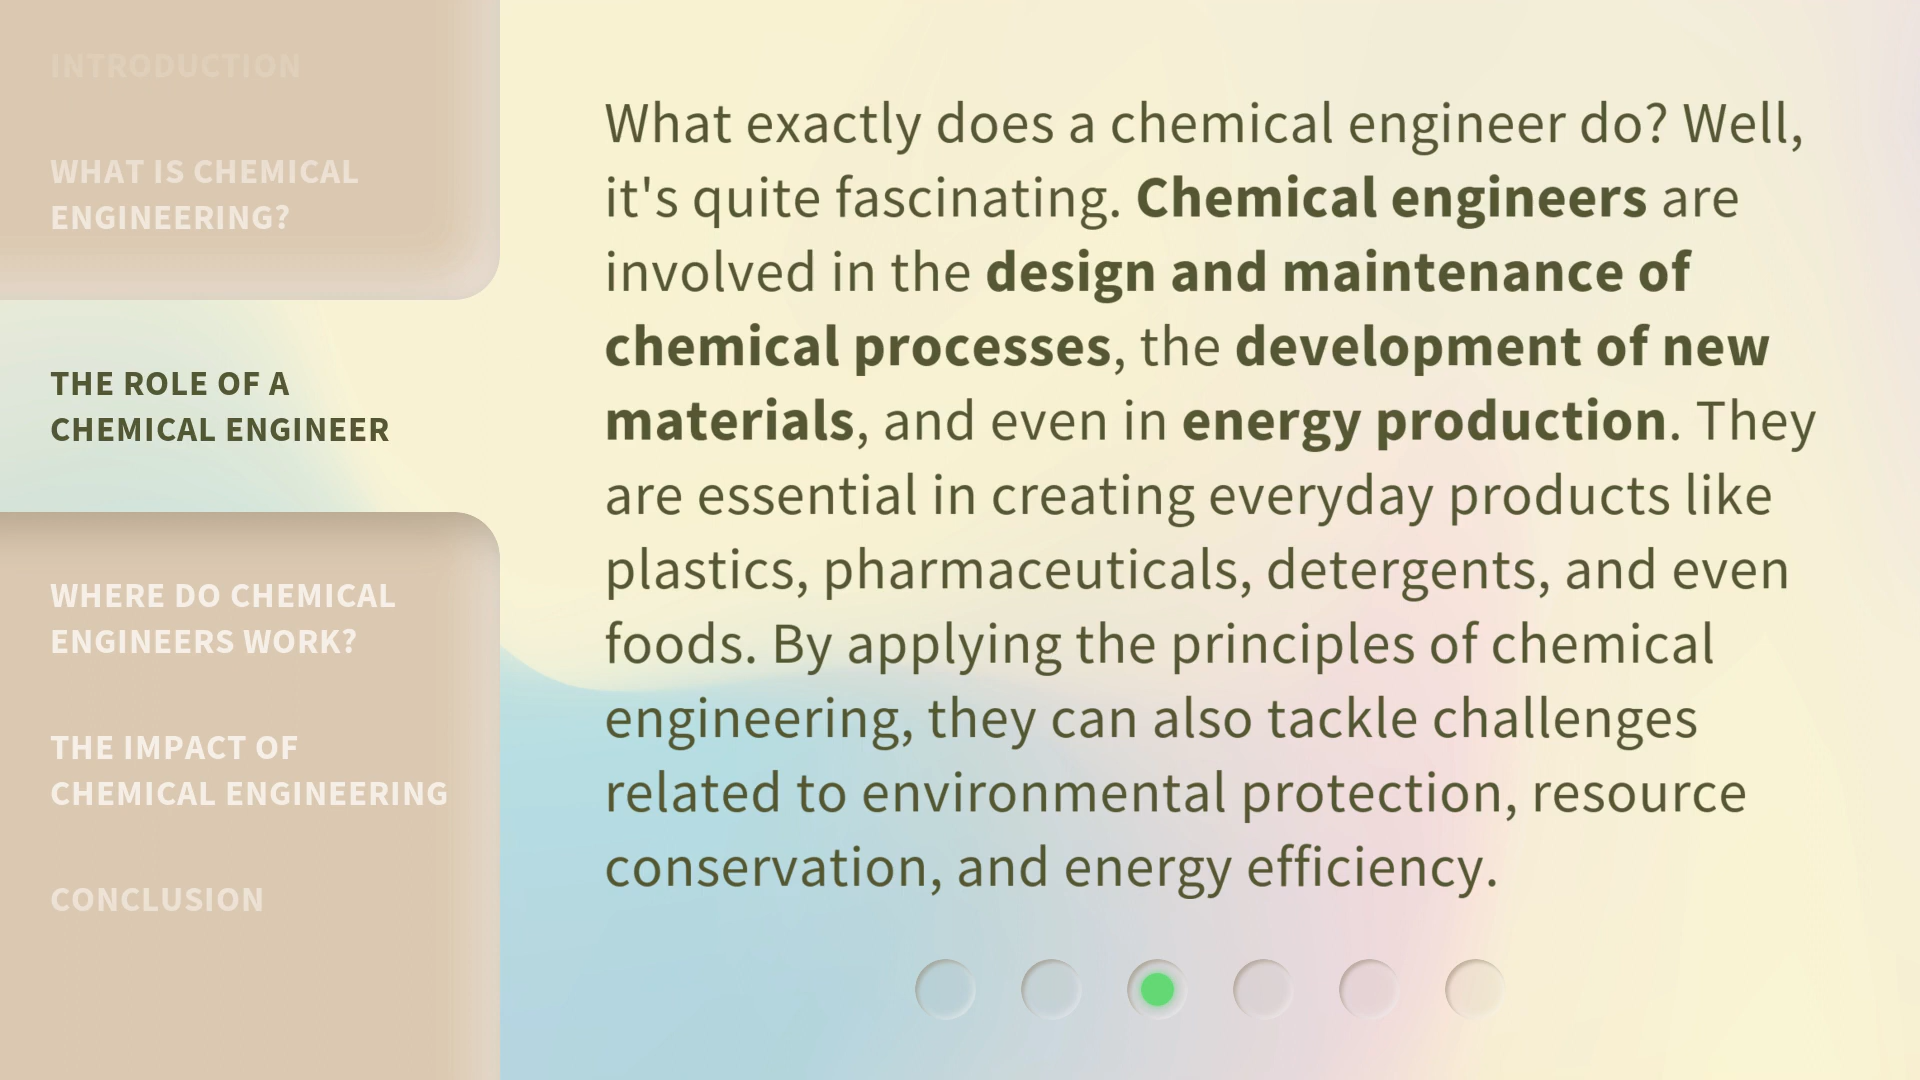 INTRODUCTION
WHAT IS CHEMICAL
ENGINEERING?
THE ROLE OF A
CHEMICAL ENGINEER
WHERE DO CHEMICAL
ENGINEERS WORK?
THE IMPACT OF
CHEMICAL ENGINEERING
CONCLUSION
What exactly does a chemical engineer do? Well,
it's quite fascinating. Chemical engineers are
involved in the design and maintenance of
chemical processes, the development of new
materials, and even in energy production. They
are essential in creating everyday products like
plastics, pharmaceuticals, detergents, and even
foods. By applying the principles of chemical
engineering, they can also tackle challenges
related to environmental protection, resource
conservation, and energy efficiency.